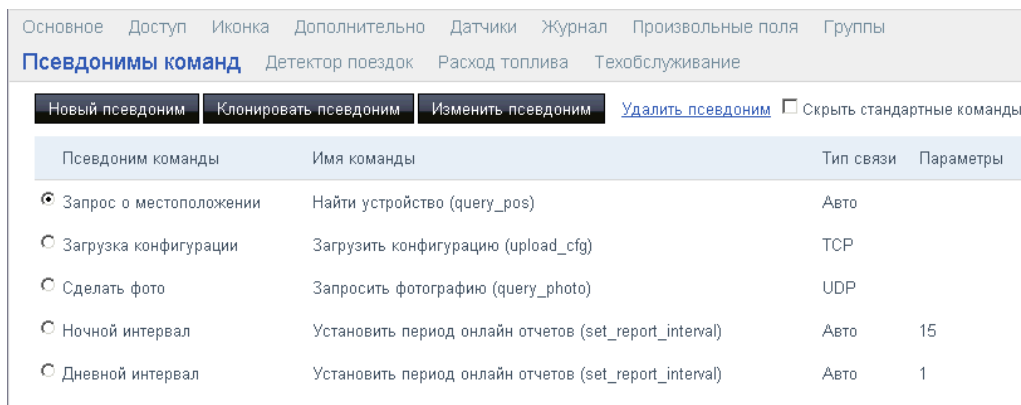 Основное Доступ Иконка Дополнительно Датчики Журнал Произвольные поля Группы
Псевдонимы команд Детектор поездок Расход топлива Техобслуживание
Новый псевдоним Клонировать псевдоним Изменить псевдоним Удалить псевдоним Скрыть стандартные команды
Псевдоним команды Имя команды Тип связи Параметры
Запрос о местоположении Найти устройство (query_pos) Авто
Загрузка конфигурации Загрузить конфигурацию (upload_cfg) TCP
Сделать фото Запросить фотографию (query_photo) UDP
Ночной интервал Установить период онлайн отчетов (set_report_interval) Авто 15
Дневной интервал Установить период онлайн отчетов (set_report_interval) Авто 1